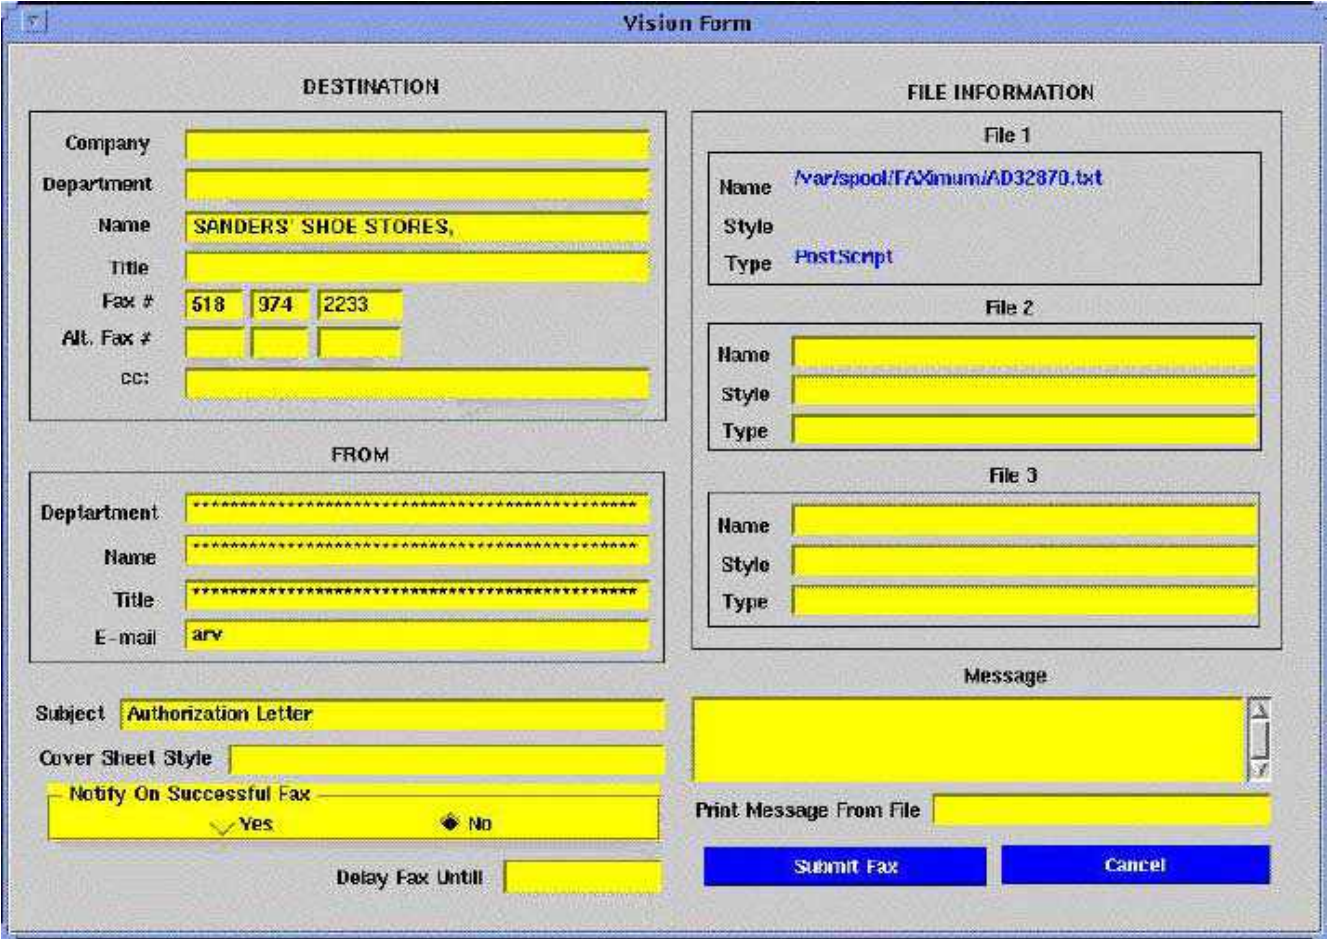 Vision Form
DESTINATION
Company
Department
Name SANDERS' SHOE STORES,
Title
Fax # 518 974 2233
Alt. Fax #
cc:
FROM
Deptartment **********************************************
Name **********************************************
Title **********************************************
E-mail arv
Subject Authorization Letter
Cover Sheet Style
Notify On Successful Fax
Yes No
Delay Fax Untill
FILE INFORMATION
File 1
Name /var/spool/FAXimum/AD32870.txt
Style
Type PostScript
File 2
Name
Style
Type
File 3
Name
Style
Type
Message
Print Message From File
Submit Fax Cancel